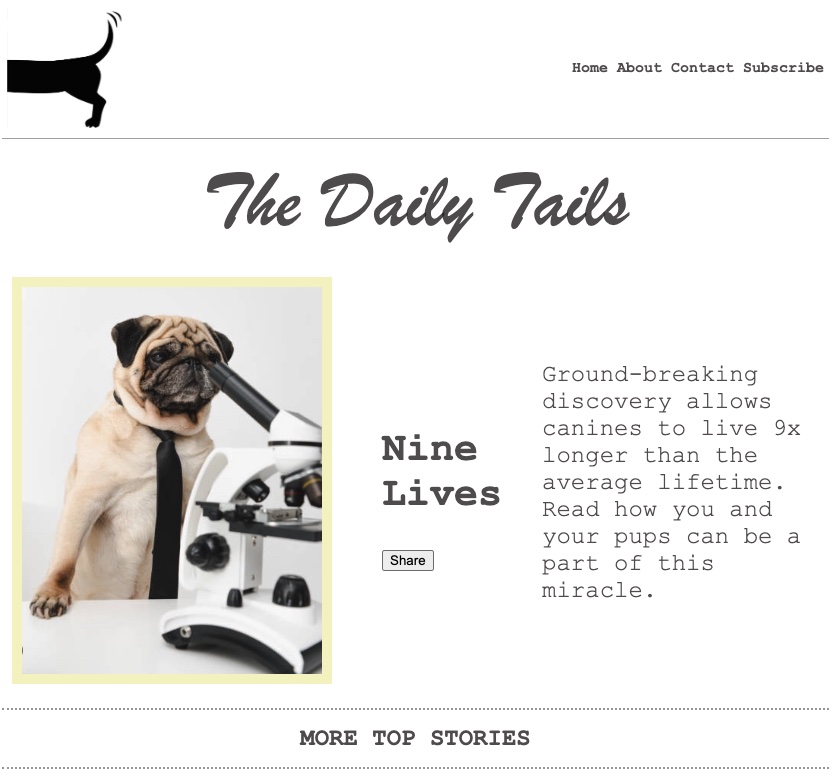 Home About Contact Subscribe
The Daily Tails
Nine
Lives
Share
Ground-breaking
discovery allows
canines to live 9x
longer than the
average lifetime.
Read how you and
your pups can be a
part of this
miracle.
MORE TOP STORIES